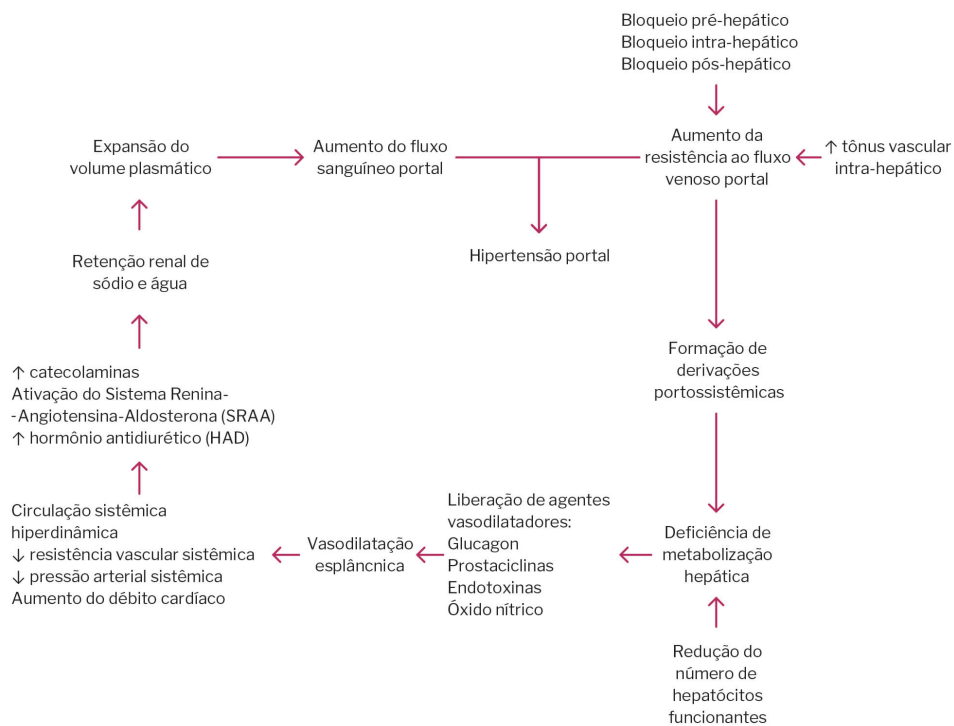 Bloqueio pré-hepático
Bloqueio intra-hepático
Bloqueio pós-hepático
Expansão do
volume plasmático
Aumento do fluxo
sanguíneo portal
Aumento da
resistência ao fluxo
venoso portal
↑ tônus vascular
intra-hepático
Hipertensão portal
Retenção renal de
sódio e água
Formação de
derivações
portossistêmicas
↑ catecolaminas
Ativação do Sistema Renina-
-Angiotensina-Aldosterona (SRAA)
↑ hormônio antidiurético (HAD)
Circulação sistêmica
hiperdinâmica
↓ resistência vascular sistêmica
↓ pressão arterial sistêmica
Aumento do débito cardíaco
Vasodilatação
esplâncnica
Liberação de agentes
vasodilatadores:
Glucagon
Prostaciclinas
Endotoxinas
Óxido nítrico
Deficiência de
metabolização
hepática
Redução do
número de
hepatócitos
funcionantes